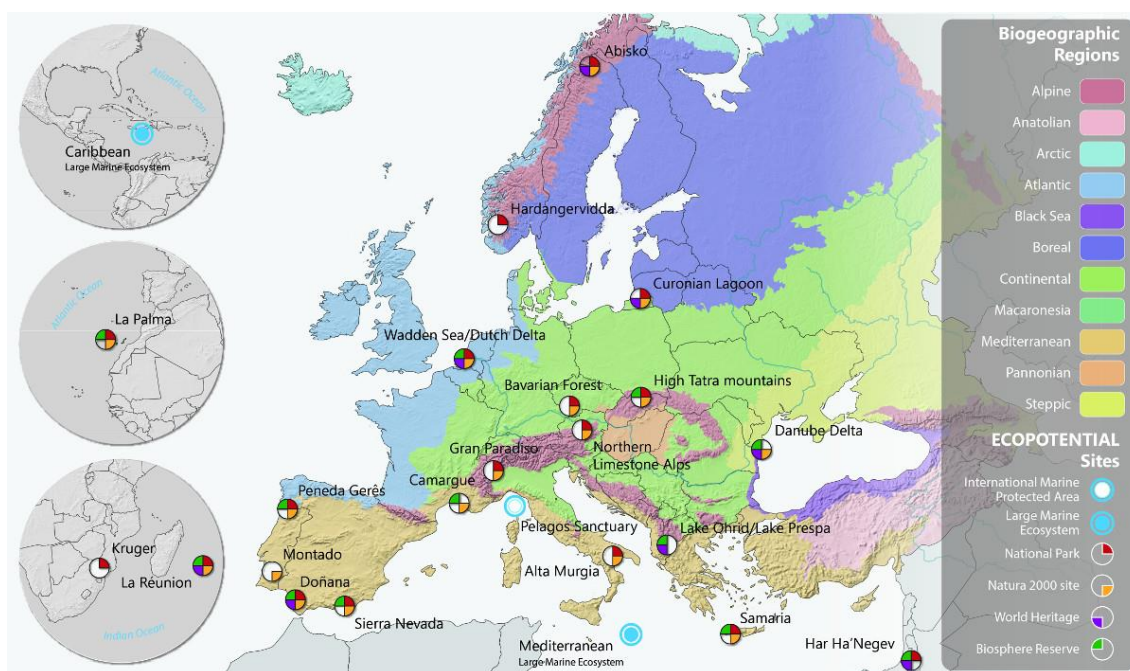 Atlantic Ocean
Caribbean
Large Marine Ecosystem
Atlantic Ocean
La Palma
Kruger
La Réunion
Indian Ocean
Abisko
Hardangervidda
Curonian Lagoon
Wadden Sea/Dutch Delta
Bavarian Forest
High Tatra mountains
Gran Paradiso
Northern
Limestone Alps
Danube Delta
Camargue
Peneda Gerês
Pelagos Sanctuary
Lake Ohrid/Lake Prespa
Montado
Alta Murgia
Doñana
Sierra Nevada
Samaria
Mediterranean
Large Marine Ecosystem
Har Ha'Negev
Biogeographic
Regions
Alpine
Anatolian
Arctic
Atlantic
Black Sea
Boreal
Continental
Macaronesia
Mediterranean
Pannonian
Steppic
ECOPOTENTIAL
Sites
International Marine
Protected Area
Large Marine
Ecosystem
National Park
Natura 2000 site
World Heritage
Biosphere Reserve